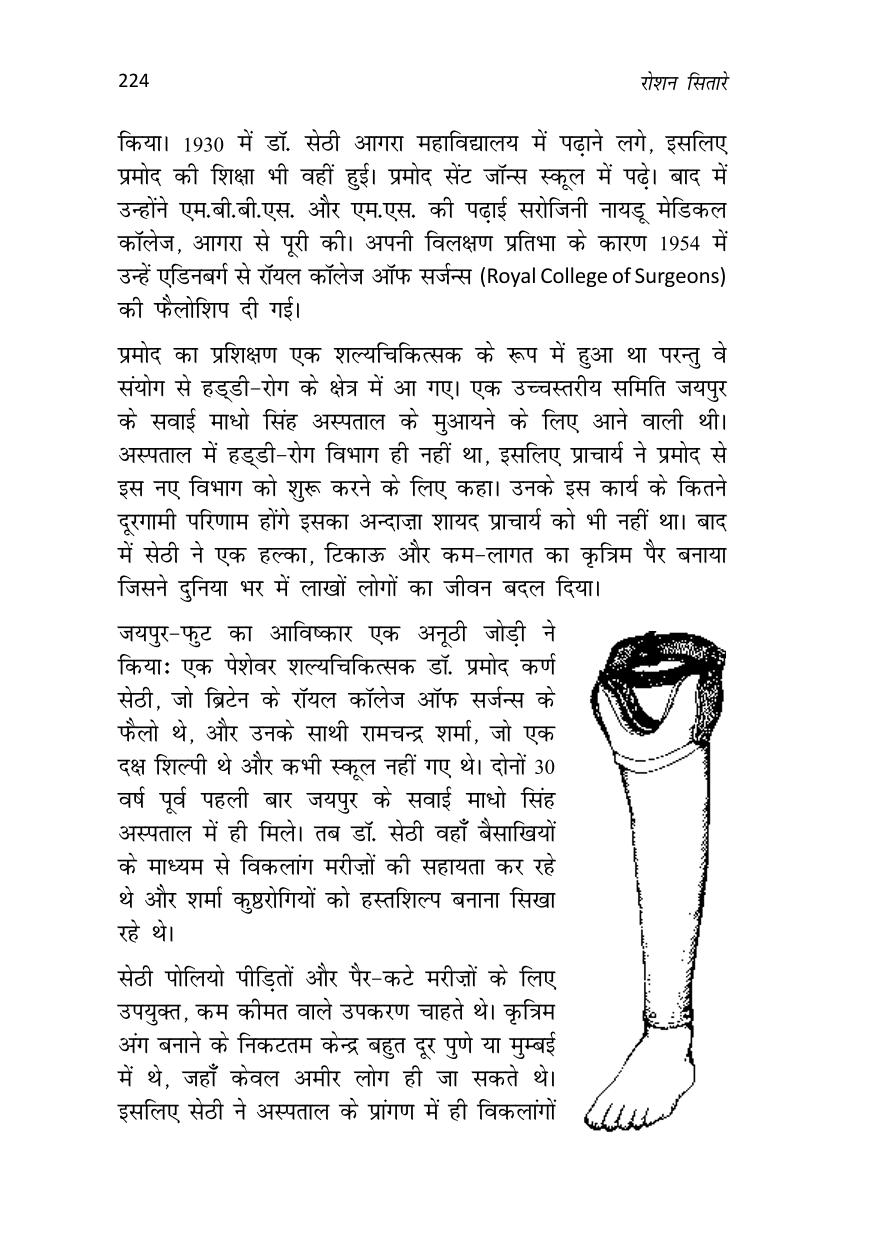 224
रोशन सितारे
किया। 1930 में डॉ. सेठी आगरा महाविद्यालय में पढ़ाने लगे, इसलिए
प्रमोद की शिक्षा भी वहीं हुई। प्रमोद सेंट जॉन्स स्कूल में पढ़े। बाद में
उन्होंने एम.बी.बी.एस. और एम.एस. की पढ़ाई सरोजिनी नायडू मेडिकल
कॉलेज, आगरा से पूरी की। अपनी विलक्षण प्रतिभा के कारण 1954 में
उन्हें एडिनबर्ग से रॉयल कॉलेज ऑफ सर्जन्स (Royal College of Surgeons)
की फैलोशिप दी गई।
प्रमोद का प्रशिक्षण एक शल्यचिकित्सक के रूप में हुआ था परन्तु वे
संयोग से हड्डी-रोग के क्षेत्र में आ गए। एक उच्चस्तरीय समिति जयपुर
के सवाई माधो सिंह अस्पताल के मुआयने के लिए आने वाली थी।
अस्पताल में हड्डी-रोग विभाग ही नहीं था, इसलिए प्राचार्य ने प्रमोद से
इस नए विभाग को शुरू करने के लिए कहा। उनके इस कार्य के कितने
दूरगामी परिणाम होंगे इसका अन्दाज़ा शायद प्राचार्य को भी नहीं था। बाद
में सेठी ने एक हल्का, टिकाऊ और कम-लागत का कृत्रिम पैर बनाया
जिसने दुनिया भर में लाखों लोगों का जीवन बदल दिया।
जयपुर-फुट का आविष्कार एक अनूठी जोड़ी ने
किया: एक पेशेवर शल्यचिकित्सक डॉ. प्रमोद कर्ण
सेठी, जो ब्रिटेन के रॉयल कॉलेज ऑफ सर्जन्स के
फैलो थे, और उनके साथी रामचन्द्र शर्मा, जो एक
दक्ष शिल्पी थे और कभी स्कूल नहीं गए थे। दोनों 30
वर्ष पूर्व पहली बार जयपुर के सवाई माधो सिंह
अस्पताल में ही मिले। तब डॉ. सेठी वहाँ बैसाखियों
के माध्यम से विकलांग मरीज़ों की सहायता कर रहे
थे और शर्मा कुष्ठरोगियों को हस्तशिल्प बनाना सिखा
रहे थे।
सेठी पोलियो पीड़ितों और पैर-कटे मरीज़ों के लिए
उपयुक्त, कम कीमत वाले उपकरण चाहते थे। कृत्रिम
अंग बनाने के निकटतम केन्द्र बहुत दूर पुणे या मुम्बई
में थे, जहाँ केवल अमीर लोग ही जा सकते थे।
इसलिए सेठी ने अस्पताल के प्रांगण में ही विकलांगों